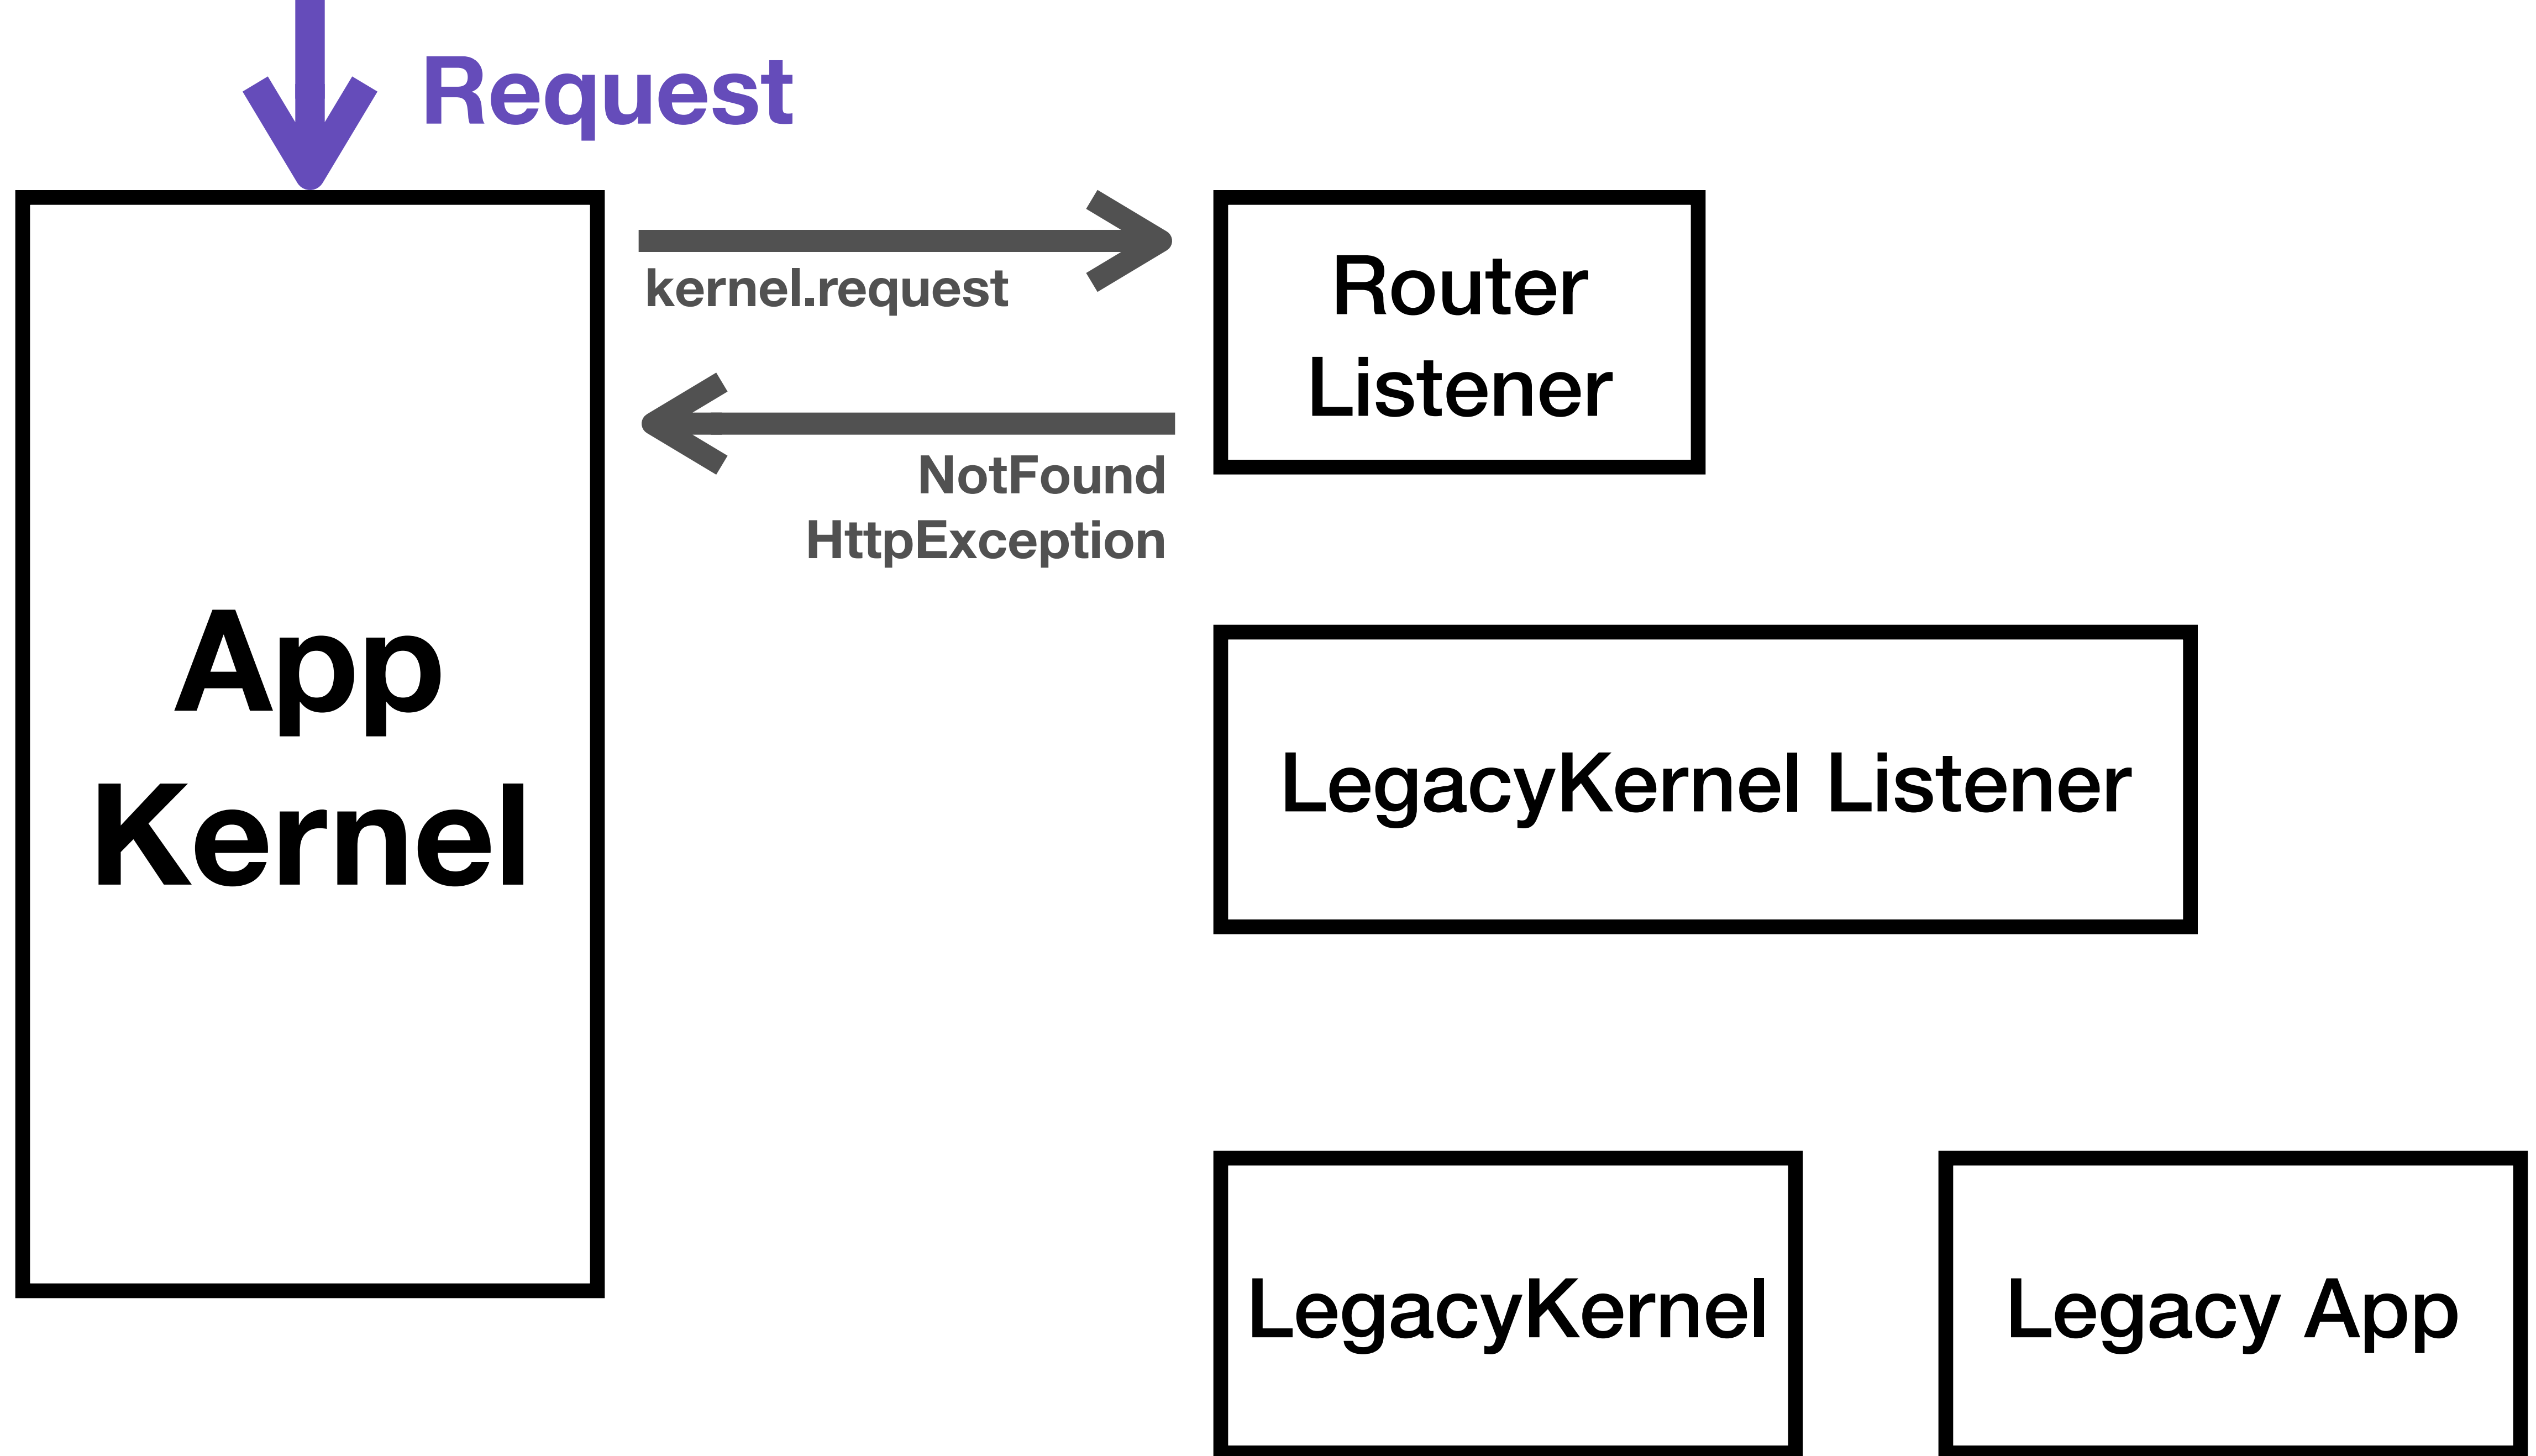 Request
kernel.request
Router
Listener
NotFound
HttpException
App
Kernel
LegacyKernel Listener
LegacyKernel
Legacy App